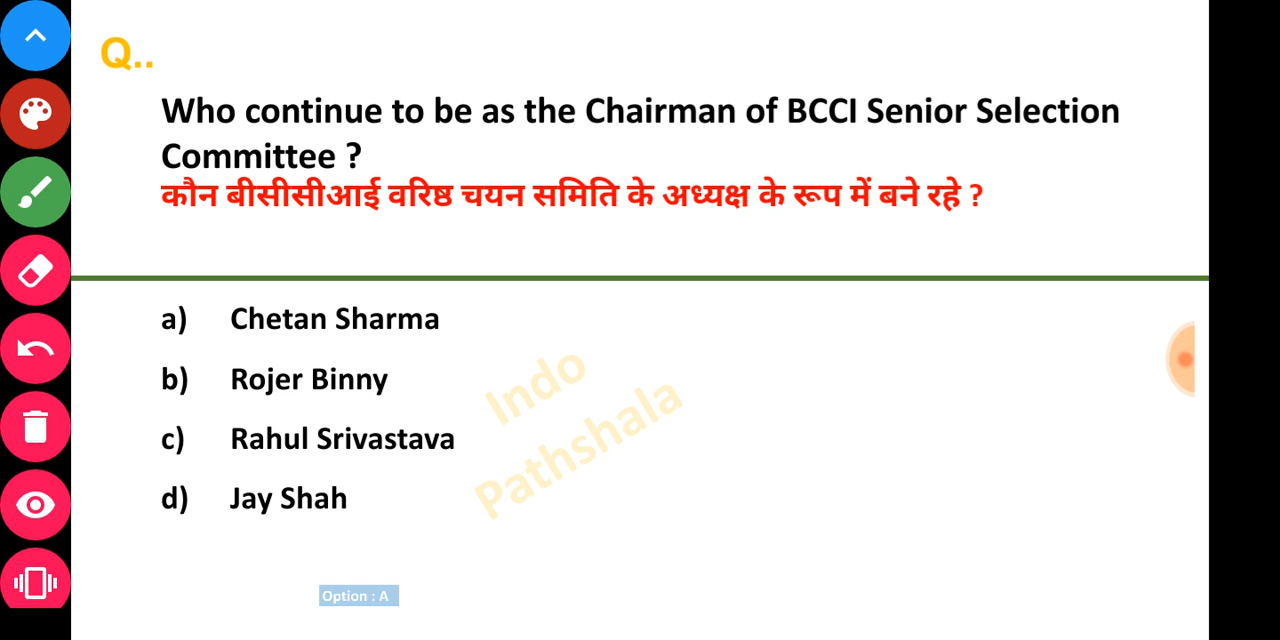 Q..
Who continue to be as the Chairman of BCCI Senior Selection
Committee ?
कौन बीसीसीआई वरिष्ठ चयन समिति के अध्यक्ष के रूप में बने रहे ?
a) Chetan Sharma
b) Rojer Binny
c) Rahul Srivastava
d) Jay Shah
Indo
Pathshala
Option : A